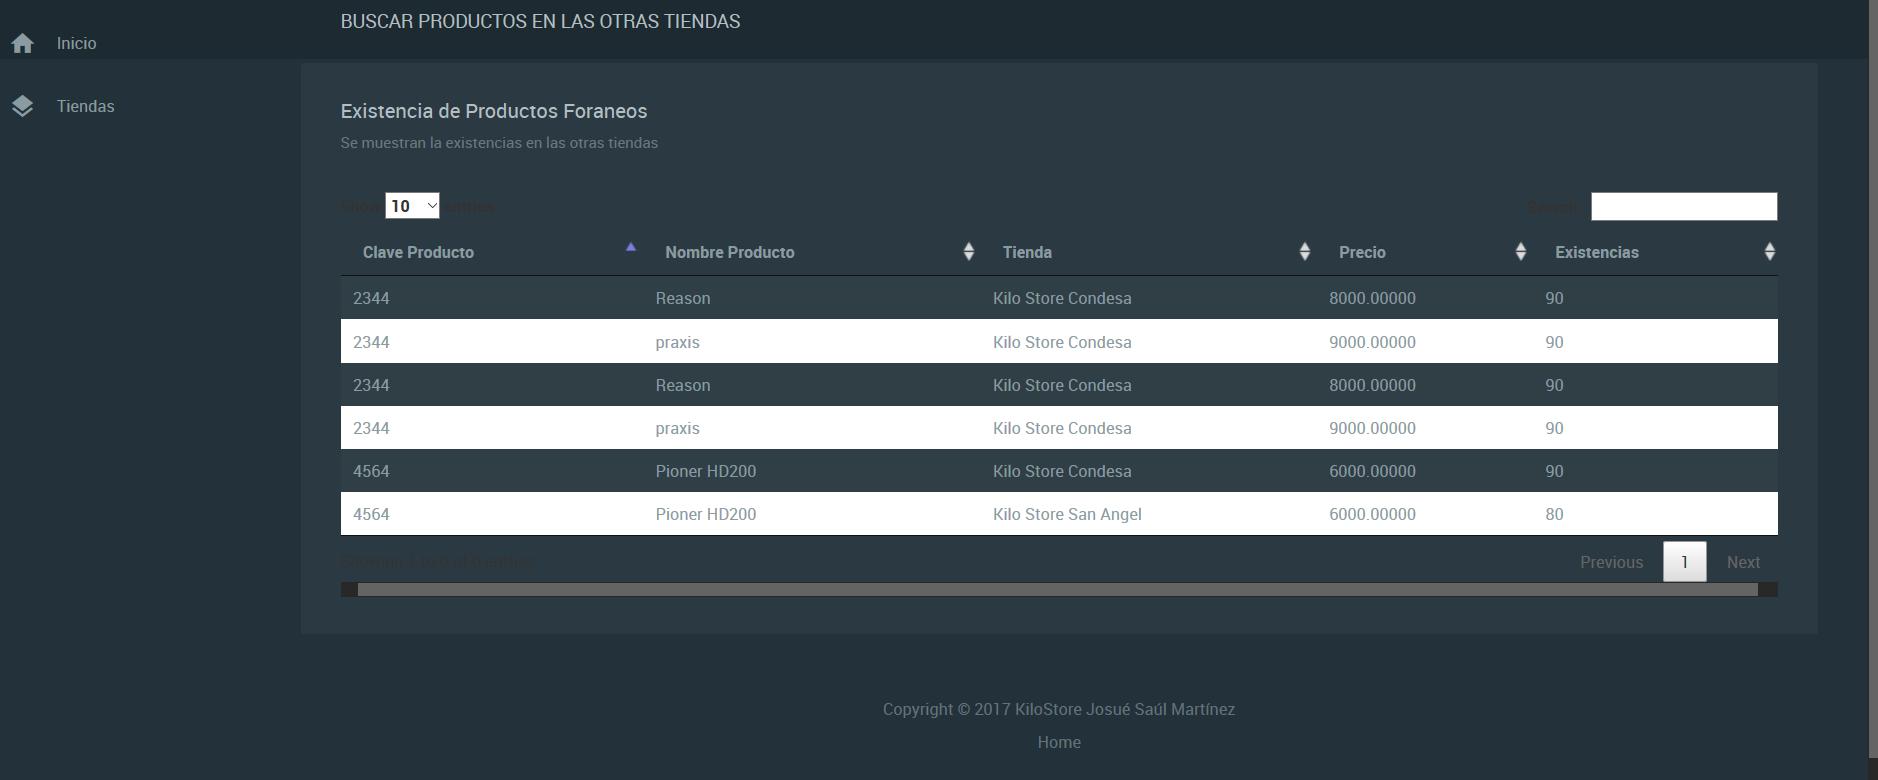 BUSCAR PRODUCTOS EN LAS OTRAS TIENDAS
Inicio
Tiendas
Existencia de Productos Foraneos
Se muestran la existencias en las otras tiendas
Show 10 entries
Search:
Clave Producto Nombre Producto Tienda Precio Existencias
2344 Reason Kilo Store Condesa 8000.00000 90
2344 praxis Kilo Store Condesa 9000.00000 90
2344 Reason Kilo Store Condesa 8000.00000 90
2344 praxis Kilo Store Condesa 9000.00000 90
4564 Pioner HD200 Kilo Store Condesa 6000.00000 90
4564 Pioner HD200 Kilo Store San Angel 6000.00000 80
Showing 1 to 6 of 6 entries
Previous 1 Next
Copyright © 2017 KiloStore Josué Saúl Martínez
Home